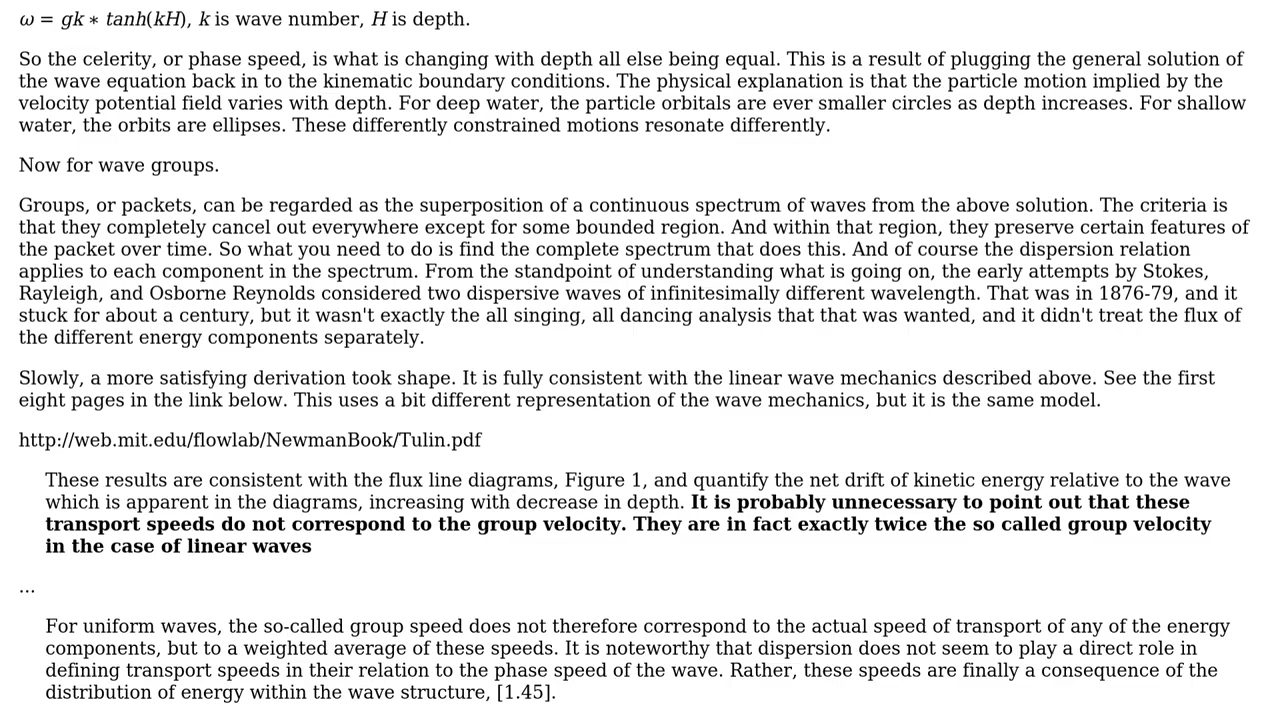 ω = gk ∗ tanh(kH), k is wave number, H is depth.
So the celerity, or phase speed, is what is changing with depth all else being equal. This is a result of plugging the general solution of
the wave equation back in to the kinematic boundary conditions. The physical explanation is that the particle motion implied by the
velocity potential field varies with depth. For deep water, the particle orbitals are ever smaller circles as depth increases. For shallow
water, the orbits are ellipses. These differently constrained motions resonate differently.
Now for wave groups.
Groups, or packets, can be regarded as the superposition of a continuous spectrum of waves from the above solution. The criteria is
that they completely cancel out everywhere except for some bounded region. And within that region, they preserve certain features of
the packet over time. So what you need to do is find the complete spectrum that does this. And of course the dispersion relation
applies to each component in the spectrum. From the standpoint of understanding what is going on, the early attempts by Stokes,
Rayleigh, and Osborne Reynolds considered two dispersive waves of infinitesimally different wavelength. That was in 1876-79, and it
stuck for about a century, but it wasn't exactly the all singing, all dancing analysis that that was wanted, and it didn't treat the flux of
the different energy components separately.
Slowly, a more satisfying derivation took shape. It is fully consistent with the linear wave mechanics described above. See the first
eight pages in the link below. This uses a bit different representation of the wave mechanics, but it is the same model.
http://web.mit.edu/flowlab/NewmanBook/Tulin.pdf
These results are consistent with the flux line diagrams, Figure 1, and quantify the net drift of kinetic energy relative to the wave
which is apparent in the diagrams, increasing with decrease in depth. It is probably unnecessary to point out that these
transport speeds do not correspond to the group velocity. They are in fact exactly twice the so called group velocity
in the case of linear waves
...
For uniform waves, the so-called group speed does not therefore correspond to the actual speed of transport of any of the energy
components, but to a weighted average of these speeds. It is noteworthy that dispersion does not seem to play a direct role in
defining transport speeds in their relation to the phase speed of the wave. Rather, these speeds are finally a consequence of the
distribution of energy within the wave structure, [1.45].